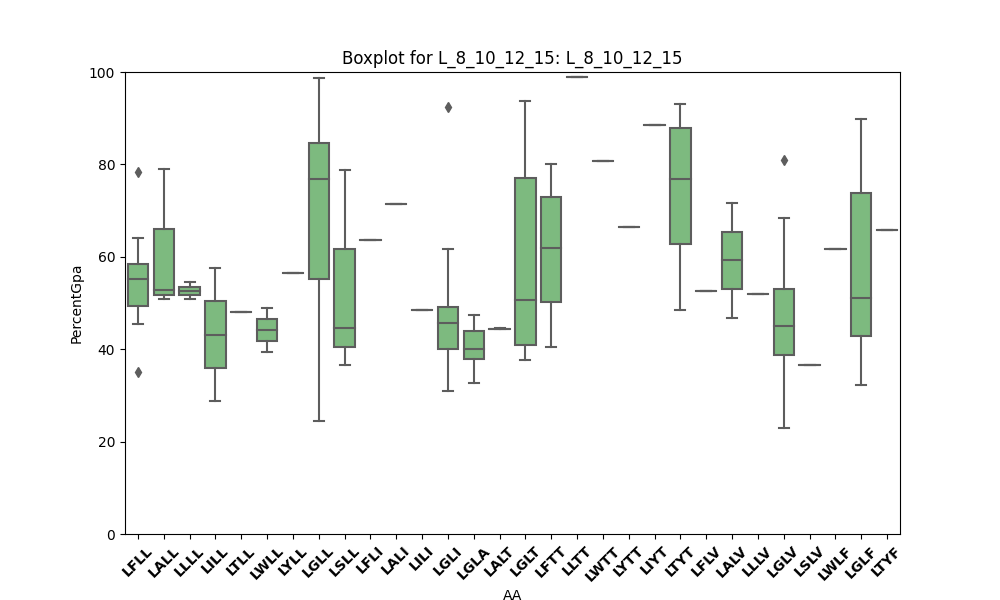 Boxplot for L_8_10_12_15: L_8_10_12_15
100
80
60
40
20
0
PercentGpa
LFLL LALL LLLL LILL LTLL LWLL LYLL LGLL LSLL LFLI LALI LILI LGLI LGLA LALT LGLT LFTT LLTT LWTT LYTT LIYT LTYT LFLV LALV LLLV LGLV LSLV LWLF LGLF LTYF
AA